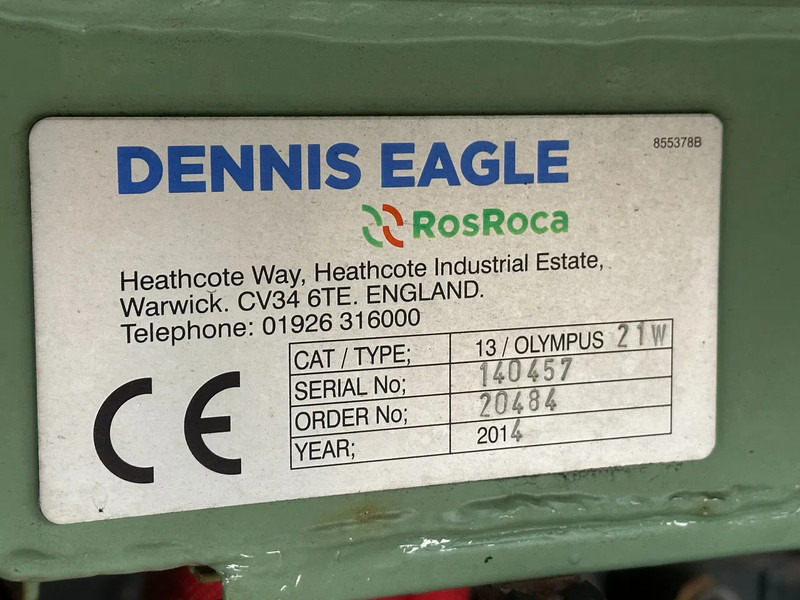 855378B
DENNIS EAGLE
RosRoca
Heathcote Way, Heathcote Industrial Estate,
Warwick. CV34 6TE. ENGLAND.
Telephone: 01926 316000
CAT / TYPE; 13 / OLYMPUS 21W
SERIAL No; 140457
ORDER No; 20484
YEAR; 2014
CE